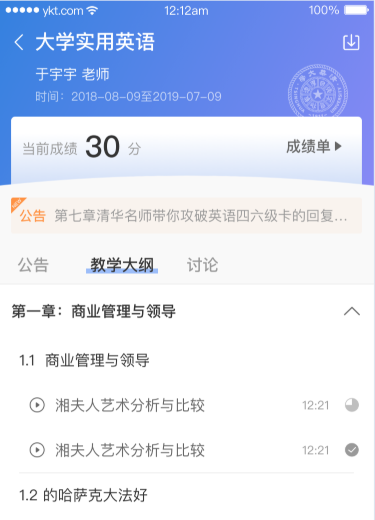 ykt.com
12:12am
100%
大学实用英语
于宇宇 老师
时间：2018-08-09至2019-07-09
当前成绩 30 分
成绩单
公告 第七章清华名师带你攻破英语四六级卡的回复...
公告
教学大纲
讨论
第一章：商业管理与领导
1.1 商业管理与领导
湘夫人艺术分析与比较 12:21
湘夫人艺术分析与比较 12:21
1.2 的哈萨克大法好